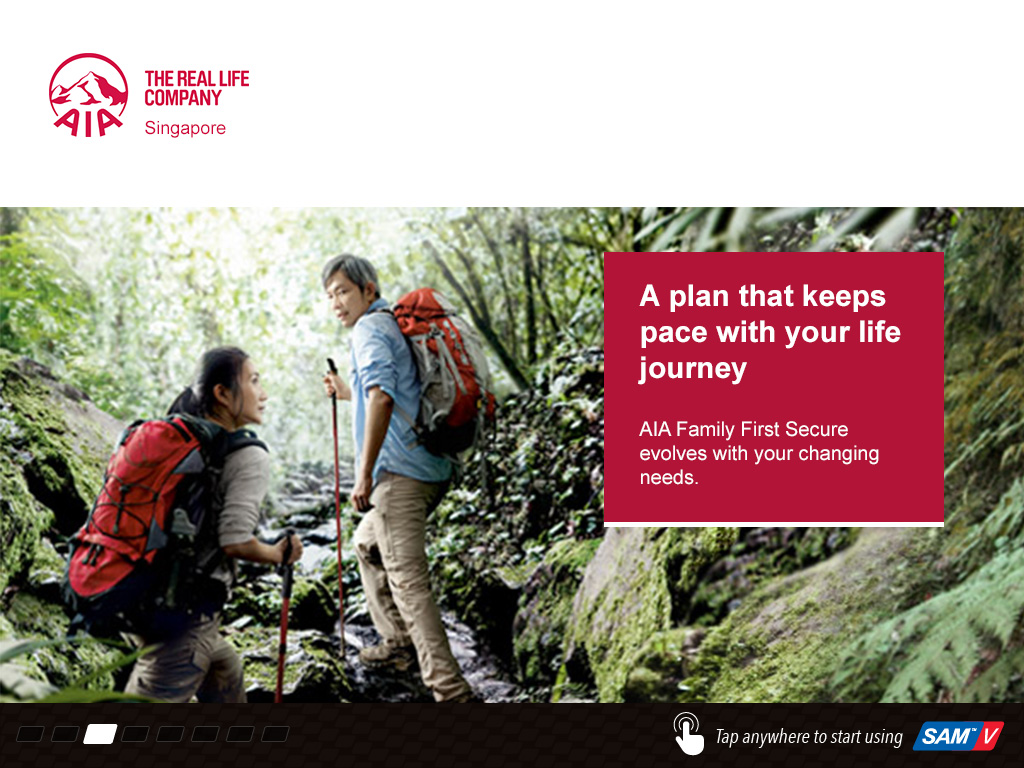 THE REAL LIFE
COMPANY
AIA
Singapore
A plan that keeps
pace with your life
journey
AIA Family First Secure
evolves with your changing
needs.
Tap anywhere to start using SAM™ V